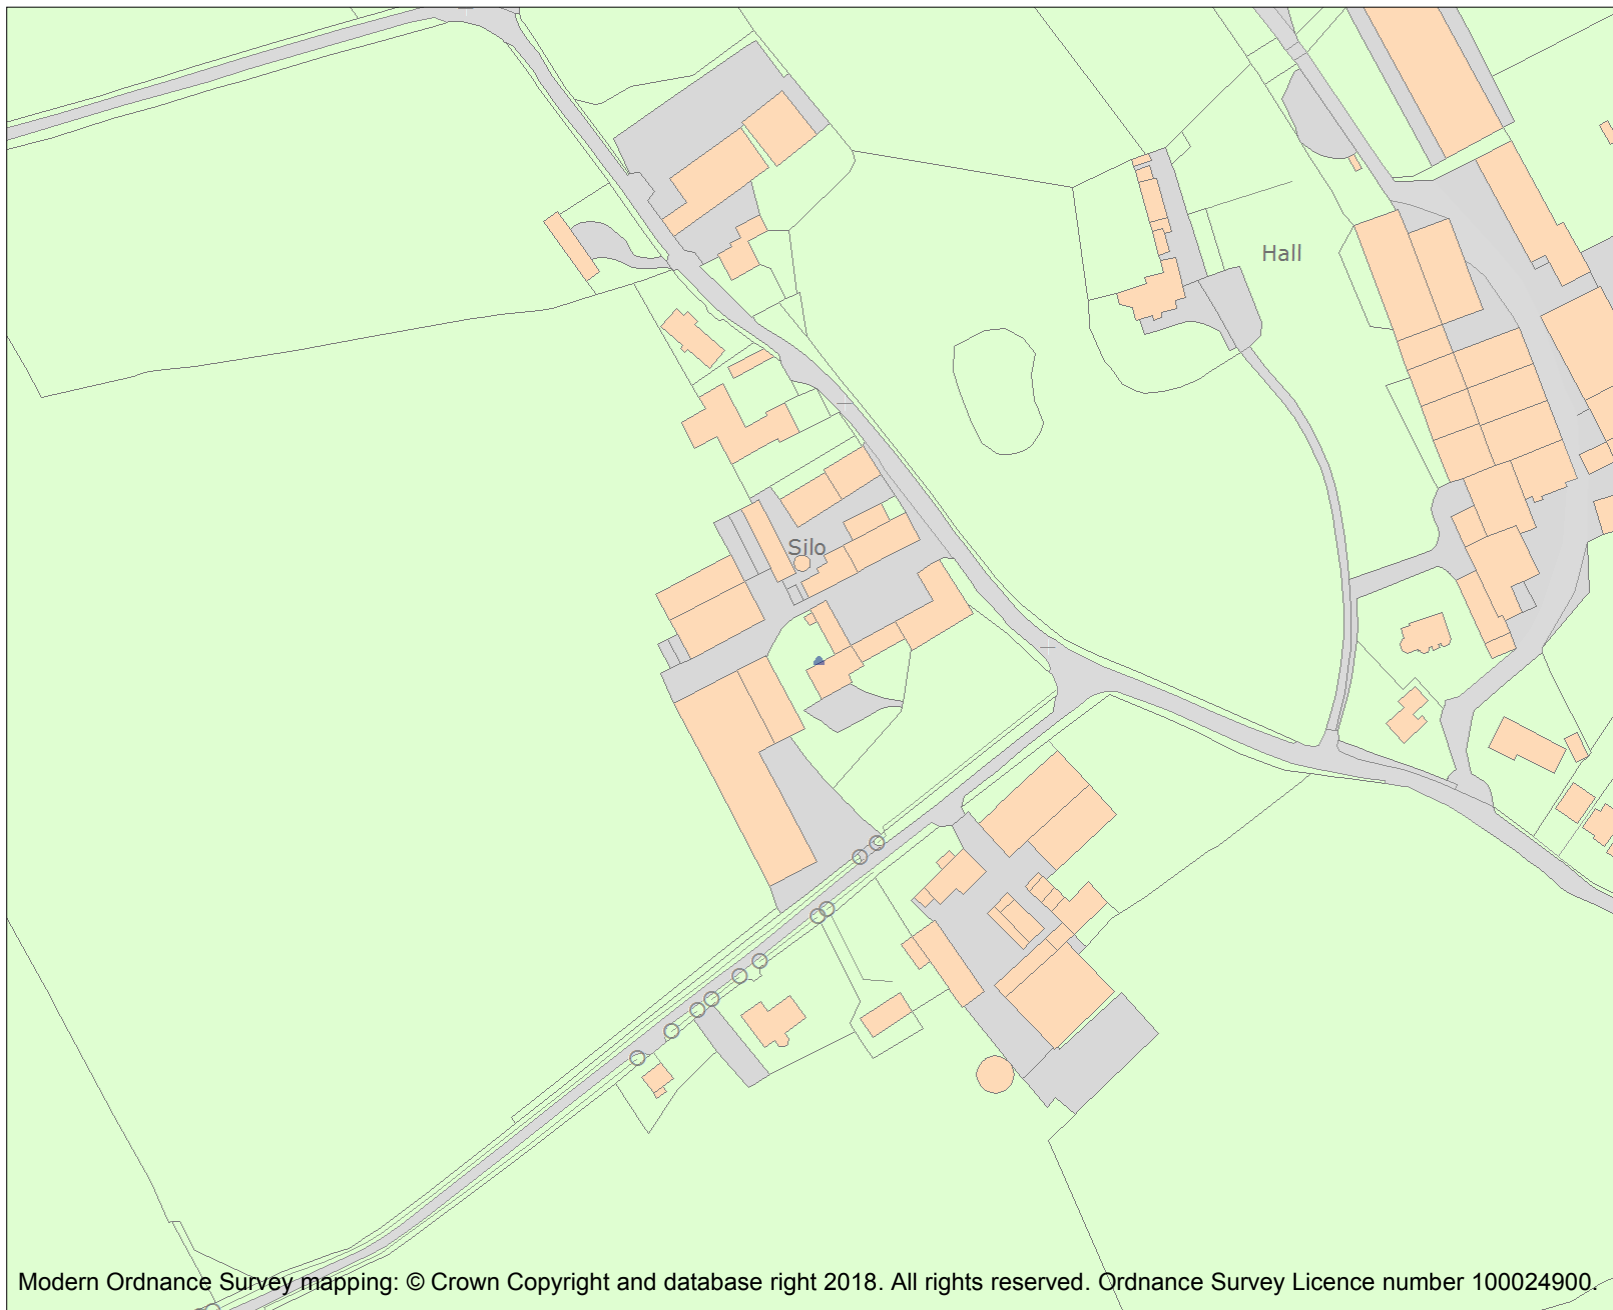 Hall
Silo
Modern Ordnance Survey mapping: © Crown Copyright and database right 2018. All rights reserved. Ordnance Survey Licence number 100024900.